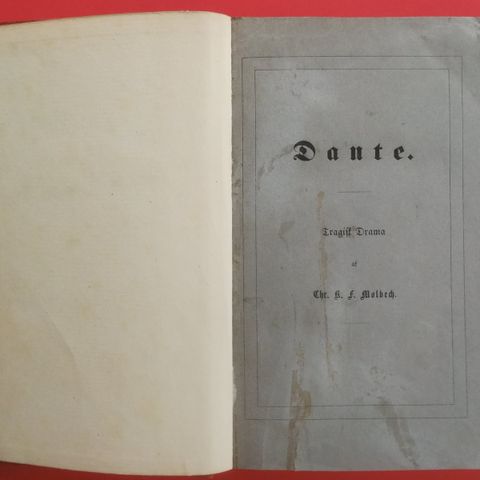 Dante.
Tragisk Drama
af
Chr. K. F. Molbech.